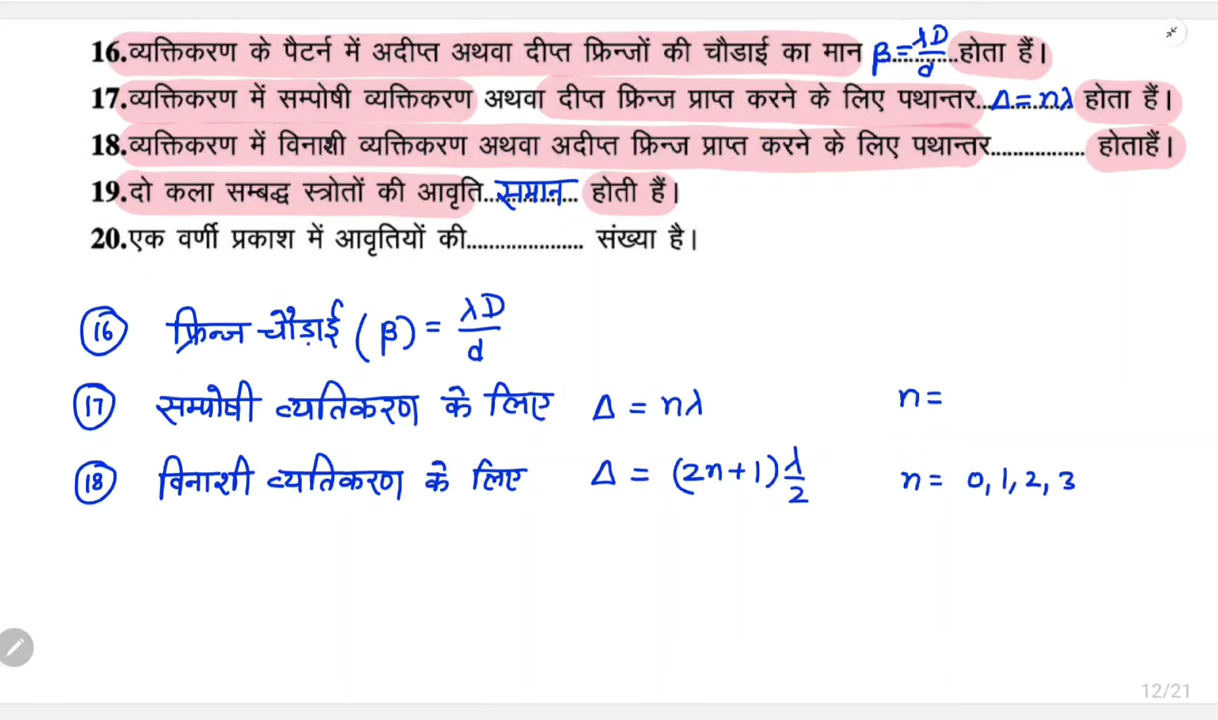 16.व्यक्तिकरण के पैटर्न में अदीप्त अथवा दीप्त फ्रिन्जों की चौडाई का मान β=λD/d होता हैं।
17.व्यक्तिकरण में सम्पोषी व्यक्तिकरण अथवा दीप्त फ्रिन्ज प्राप्त करने के लिए पथान्तर...Δ=nλ होता हैं।
18.व्यक्तिकरण में विनाशी व्यक्तिकरण अथवा अदीप्त फ्रिन्ज प्राप्त करने के लिए पथान्तर................. होताहैं।
19.दो कला सम्बद्ध स्त्रोतों की आवृति..समान.. होती हैं।
20.एक वर्णी प्रकाश में आवृतियों की..................... संख्या है।
(16) फ्रिन्ज चौड़ाई (β) = λD/d
(17) सम्पोषी व्यतिकरण के लिए Δ = nλ n =
(18) विनाशी व्यतिकरण के लिए Δ = (2n+1)λ/2 n = 0, 1, 2, 3
12/21